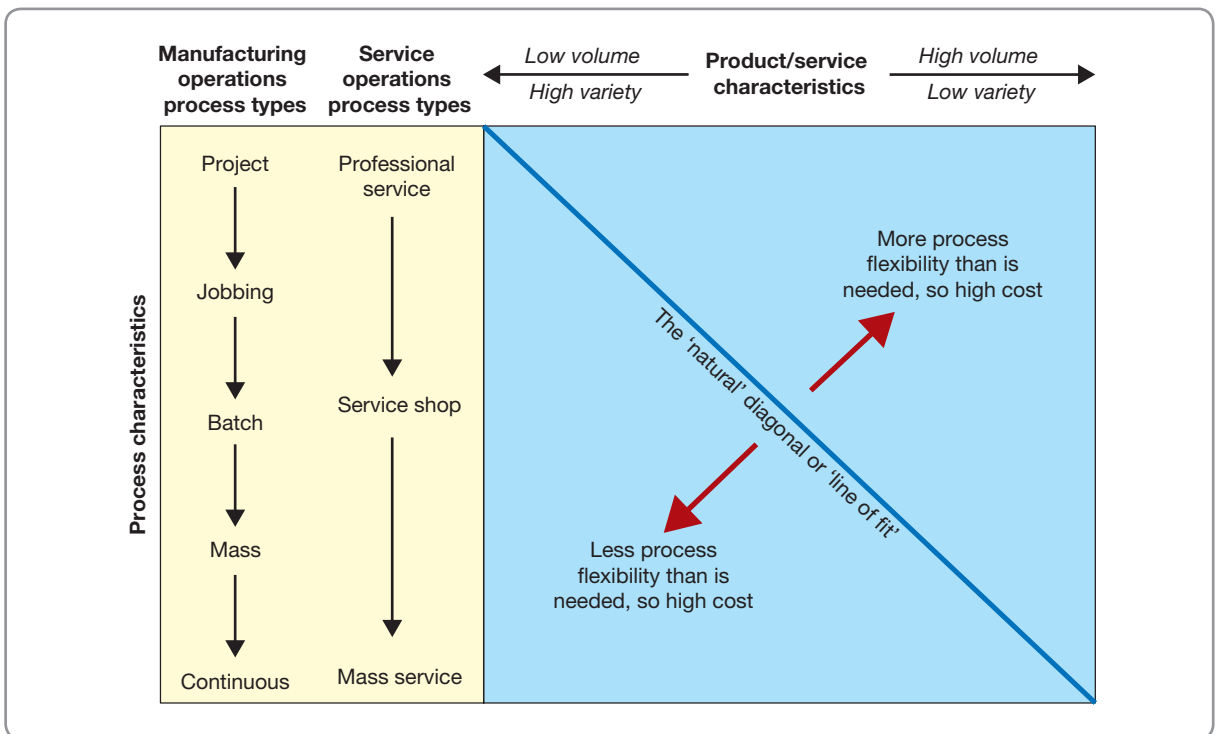 Manufacturing
operations
process types
Service
operations
process types
Low volume
High variety
Product/service
characteristics
High volume
Low variety
Process characteristics
Project
Jobbing
Batch
Mass
Continuous
Professional
service
Service shop
Mass service
More process
flexibility than is
needed, so high cost
The ‘natural’ diagonal or ‘line of fit’
Less process
flexibility than is
needed, so high cost